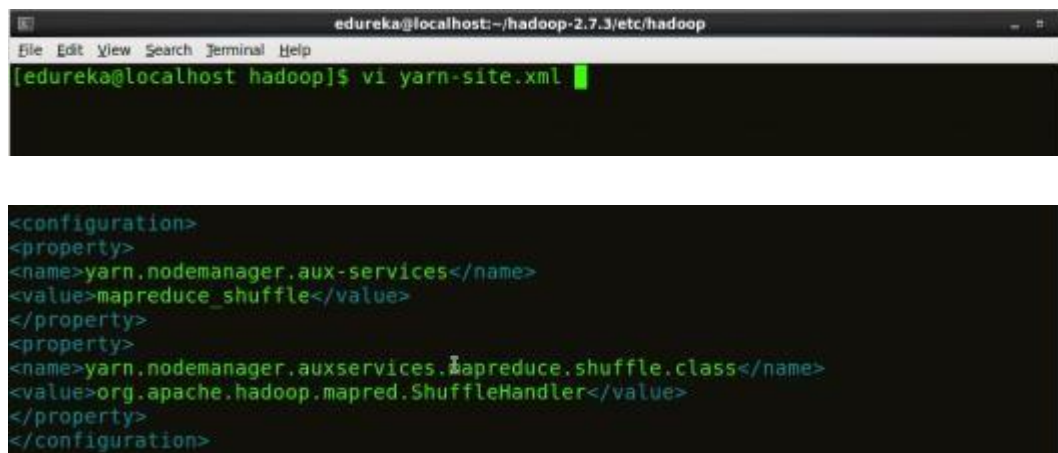 edureka@localhost:~/hadoop-2.7.3/etc/hadoop
File Edit View Search Terminal Help
[edureka@localhost hadoop]$ vi yarn-site.xml
<configuration>
<property>
<name>yarn.nodemanager.aux-services</name>
<value>mapreduce_shuffle</value>
</property>
<property>
<name>yarn.nodemanager.auxservices.mapreduce.shuffle.class</name>
<value>org.apache.hadoop.mapred.ShuffleHandler</value>
</property>
</configuration>